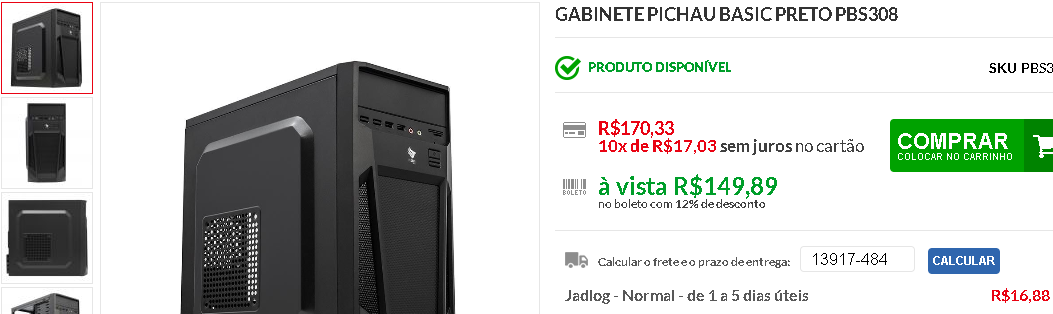 GABINETE PICHAU BASIC PRETO PBS308
PRODUTO DISPONÍVEL
SKU PBS3
R$170,33
10x de R$17,03 sem juros no cartão
COMPRAR
COLOCAR NO CARRINHO
BOLETO
à vista R$149,89
no boleto com 12% de desconto
Calcular o frete e o prazo de entrega:
13917-484
CALCULAR
Jadlog - Normal - de 1 a 5 dias úteis
R$16,88